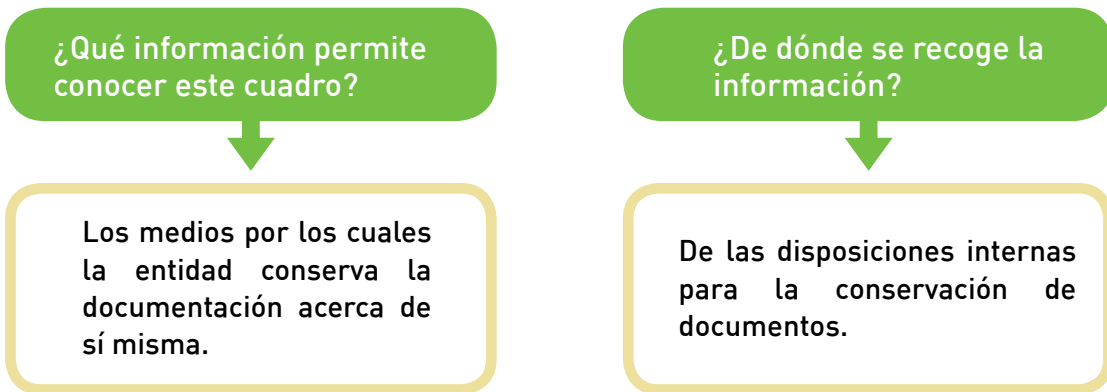 ¿Qué información permite
conocer este cuadro?
Los medios por los cuales
la entidad conserva la
documentación acerca de
sí misma.
¿De dónde se recoge la
información?
De las disposiciones internas
para la conservación de
documentos.